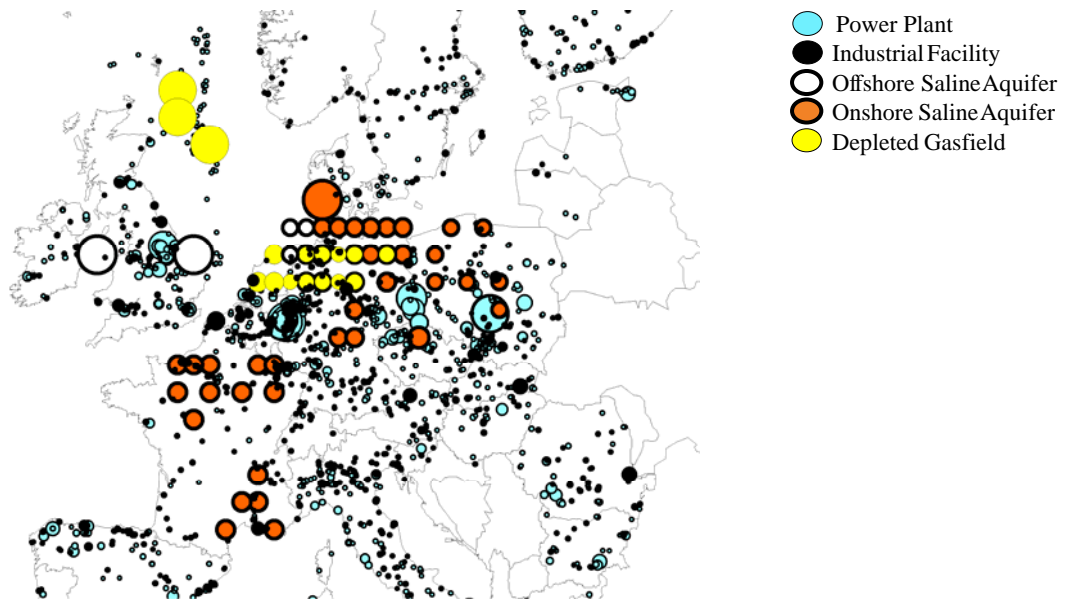 Power Plant
Industrial Facility
Offshore Saline Aquifer
Onshore Saline Aquifer
Depleted Gasfield